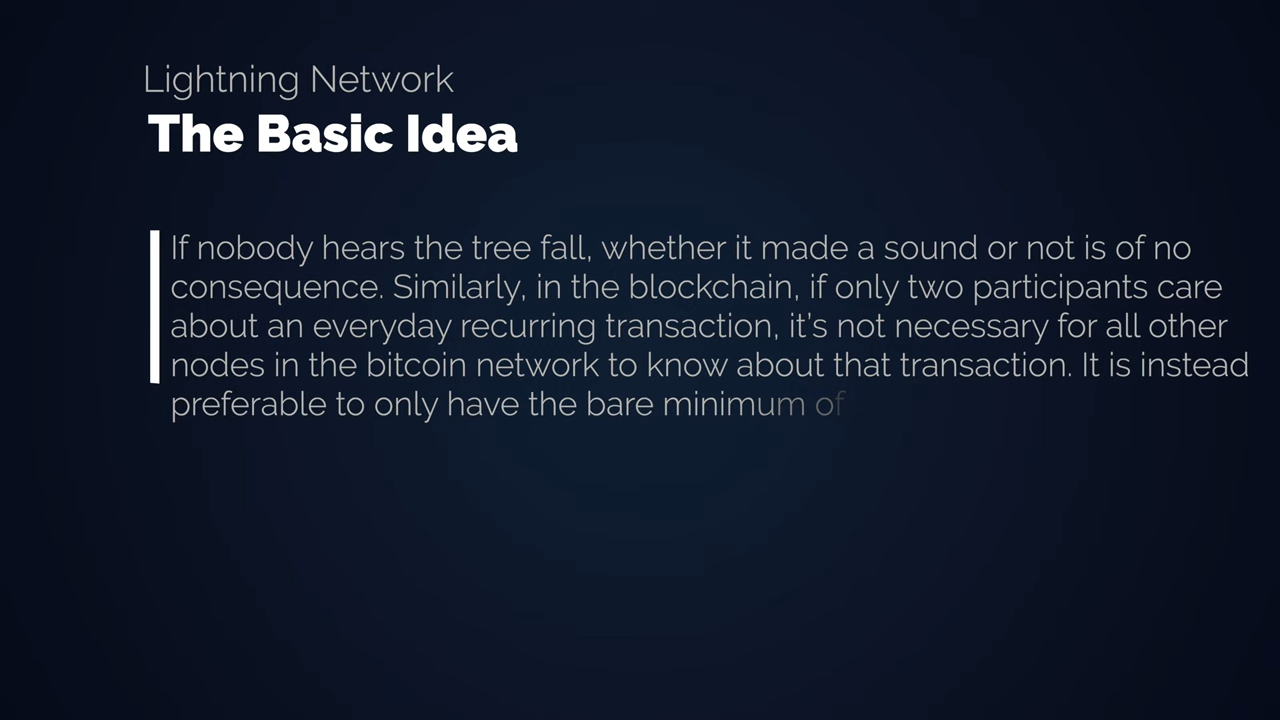 Lightning Network
The Basic Idea
If nobody hears the tree fall, whether it made a sound or not is of no
consequence. Similarly, in the blockchain, if only two participants care
about an everyday recurring transaction, it’s not necessary for all other
nodes in the bitcoin network to know about that transaction. It is instead
preferable to only have the bare minimum of